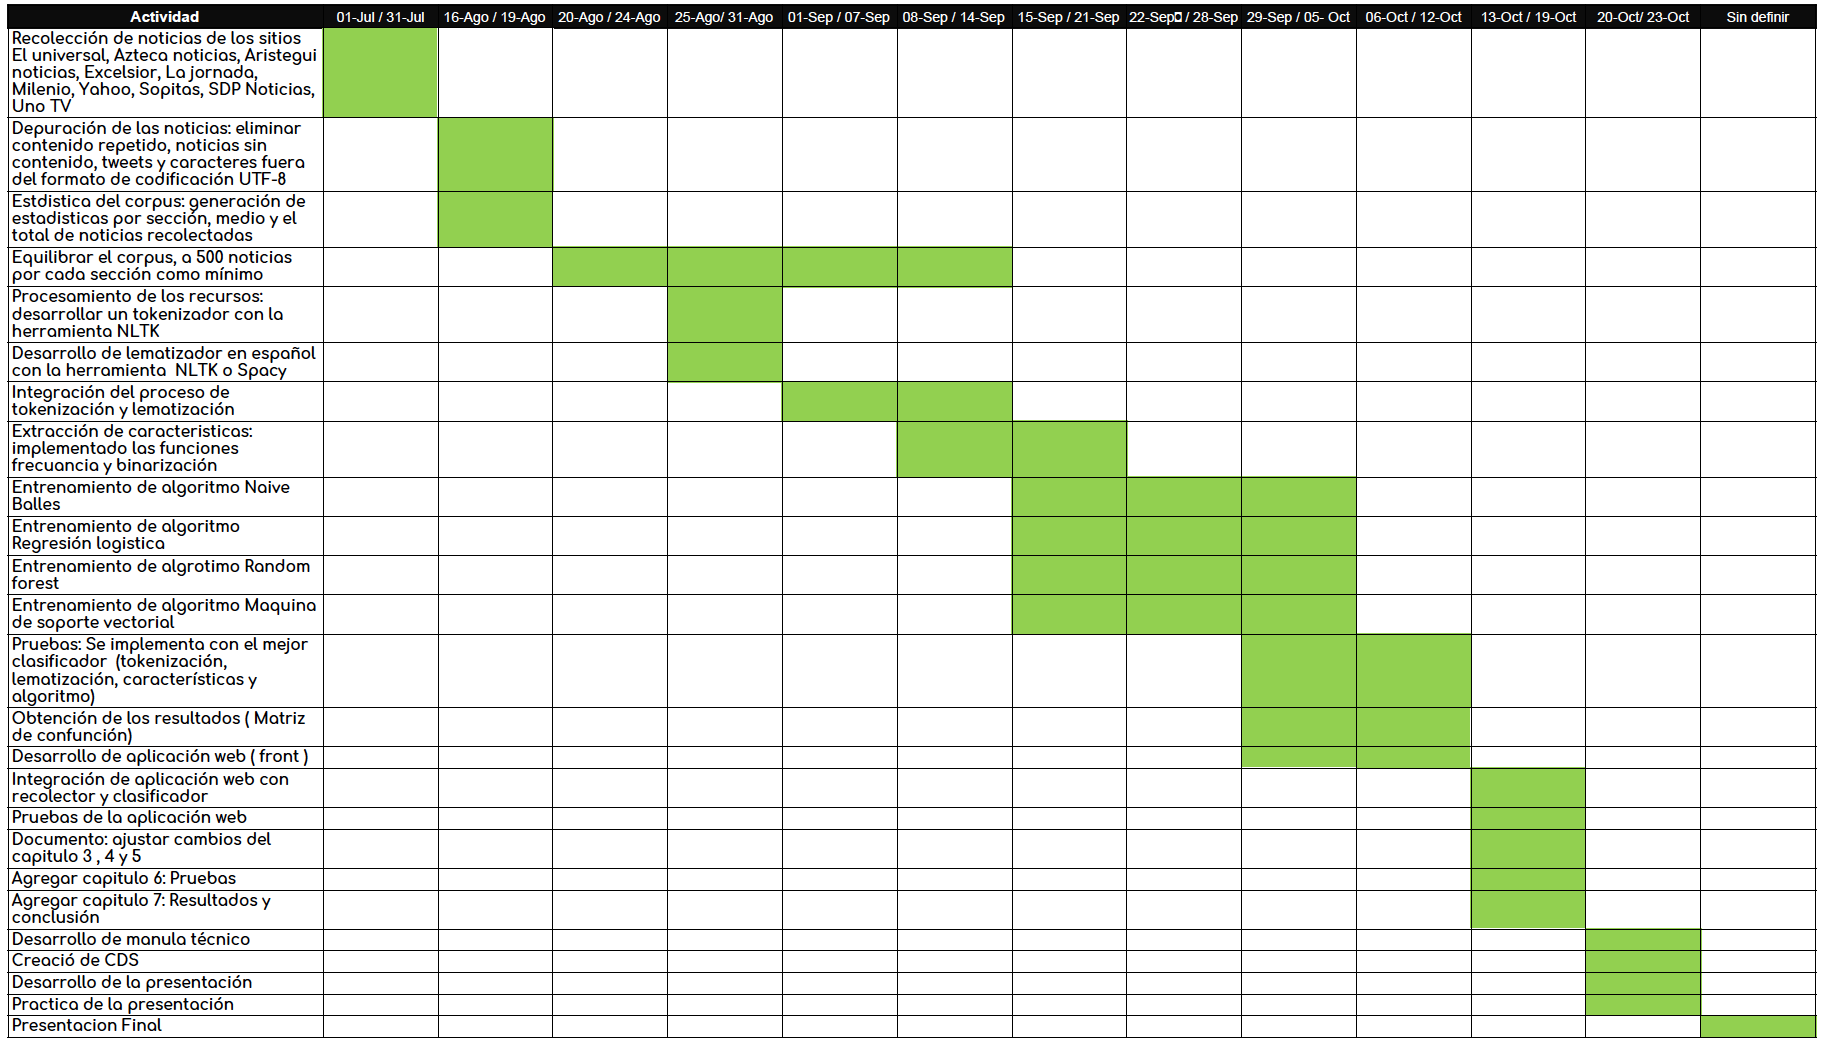 Actividad 01-Jul / 31-Jul 16-Ago / 19-Ago 20-Ago / 24-Ago 25-Ago/ 31-Ago 01-Sep / 07-Sep 08-Sep / 14-Sep 15-Sep / 21-Sep 22-Sep / 28-Sep 29-Sep / 05- Oct 06-Oct / 12-Oct 13-Oct / 19-Oct 20-Oct/ 23-Oct Sin definir
Recolección de noticias de los sitios
El universal, Azteca noticias, Aristegui
noticias, Excelsior, La jornada,
Milenio, Yahoo, Sopitas, SDP Noticias,
Uno TV
Depuración de las noticias: eliminar
contenido repetido, noticias sin
contenido, tweets y caracteres fuera
del formato de codificación UTF-8
Estdistica del corpus: generación de
estadisticas por sección, medio y el
total de noticias recolectadas
Equilibrar el corpus, a 500 noticias
por cada sección como mínimo
Procesamiento de los recursos:
desarrollar un tokenizador con la
herramienta NLTK
Desarrollo de lematizador en español
con la herramienta NLTK o Spacy
Integración del proceso de
tokenización y lematización
Extracción de caracteristicas:
implementado las funciones
frecuancia y binarización
Entrenamiento de algoritmo Naive
Balles
Entrenamiento de algoritmo
Regresión logistica
Entrenamiento de algrotimo Random
forest
Entrenamiento de algoritmo Maquina
de soporte vectorial
Pruebas: Se implementa con el mejor
clasificador (tokenización,
lematización, características y
algoritmo)
Obtención de los resultados ( Matriz
de confunción)
Desarrollo de aplicación web ( front )
Integración de aplicación web con
recolector y clasificador
Pruebas de la aplicación web
Documento: ajustar cambios del
capitulo 3 , 4 y 5
Agregar capitulo 6: Pruebas
Agregar capitulo 7: Resultados y
conclusión
Desarrollo de manula técnico
Creació de CDS
Desarrollo de la presentación
Practica de la presentación
Presentacion Final